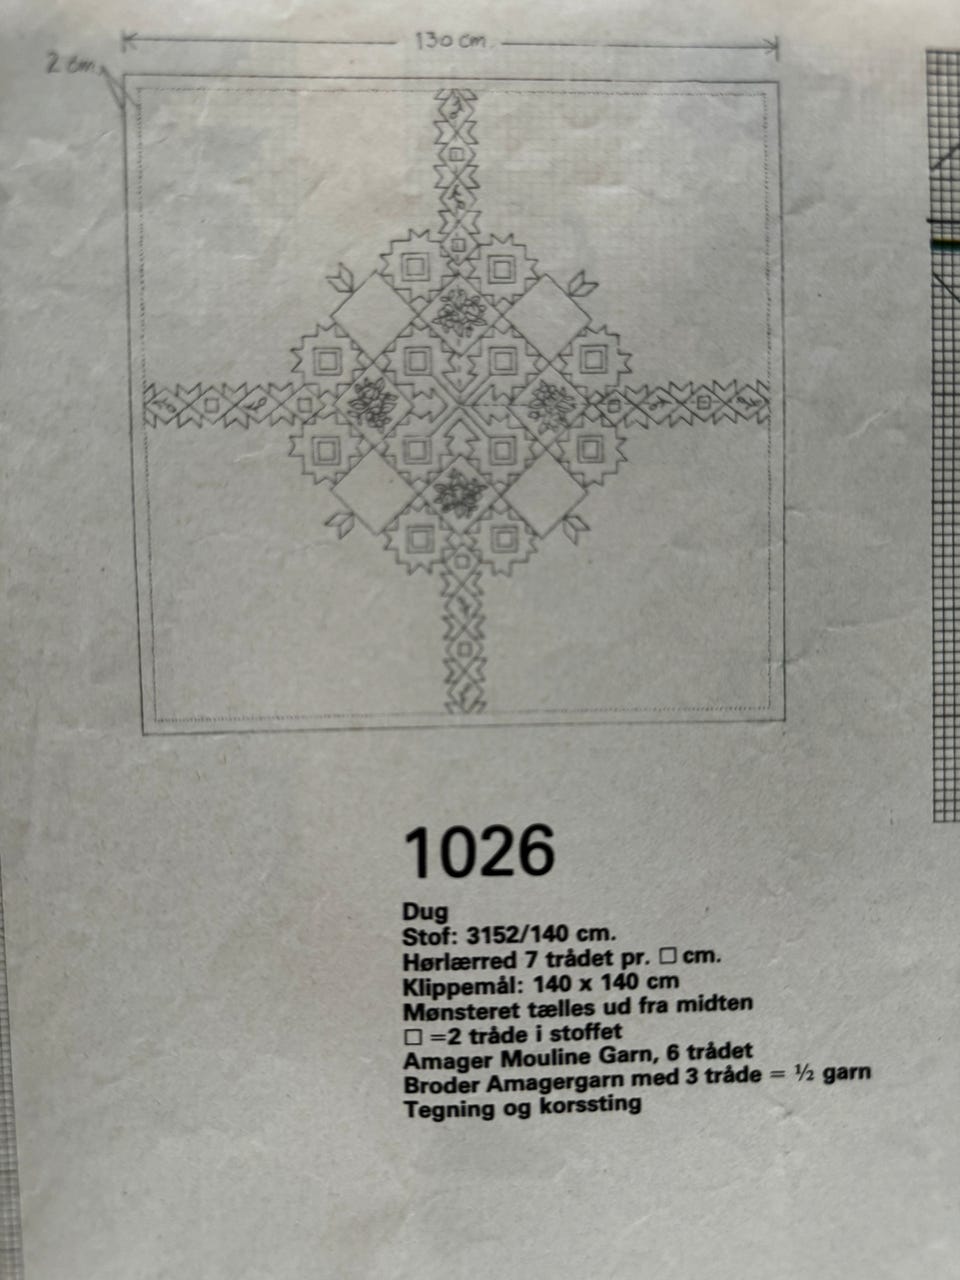 130 cm.
2 cm.
1026
Dug
Stof: 3152/140 cm.
Hørlærred 7 trådet pr. □ cm.
Klippemål: 140 x 140 cm
Mønsteret tælles ud fra midten
□ =2 tråde i stoffet
Amager Mouline Garn, 6 trådet
Broder Amagergarn med 3 tråde = ½ garn
Tegning og korssting